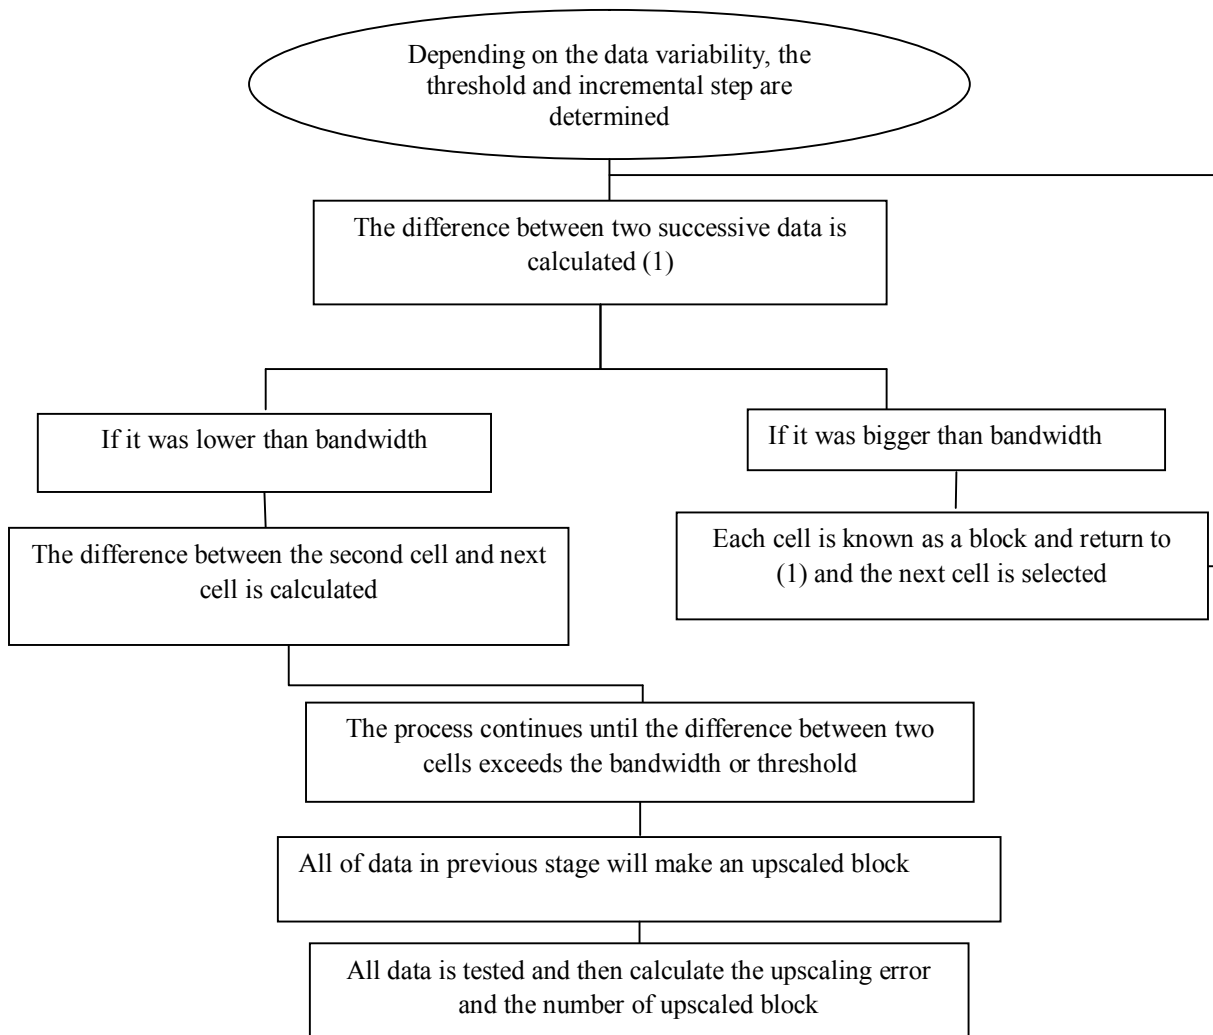 Depending on the data variability, the
threshold and incremental step are
determined
The difference between two successive data is
calculated (1)
If it was lower than bandwidth
If it was bigger than bandwidth
The difference between the second cell and next
cell is calculated
Each cell is known as a block and return to
(1) and the next cell is selected
The process continues until the difference between two
cells exceeds the bandwidth or threshold
All of data in previous stage will make an upscaled block
All data is tested and then calculate the upscaling error
and the number of upscaled block